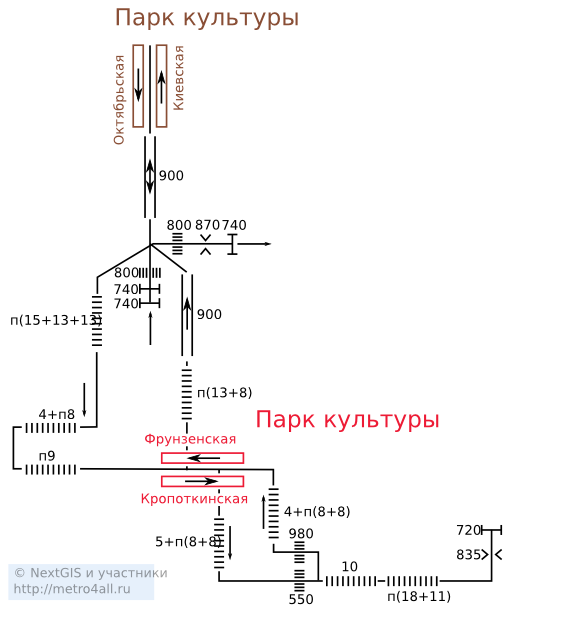 Парк культуры
Октябрьская
Киевская
900
800 870 740
800
740
740
900
п(15+13+13)
п(13+8)
4+п8
Парк культуры
Фрунзенская
п9
Кропоткинская
4+п(8+8)
5+п(8+8)
980
720
835
10
550
п(18+11)
© NextGIS и участники
http://metro4all.ru